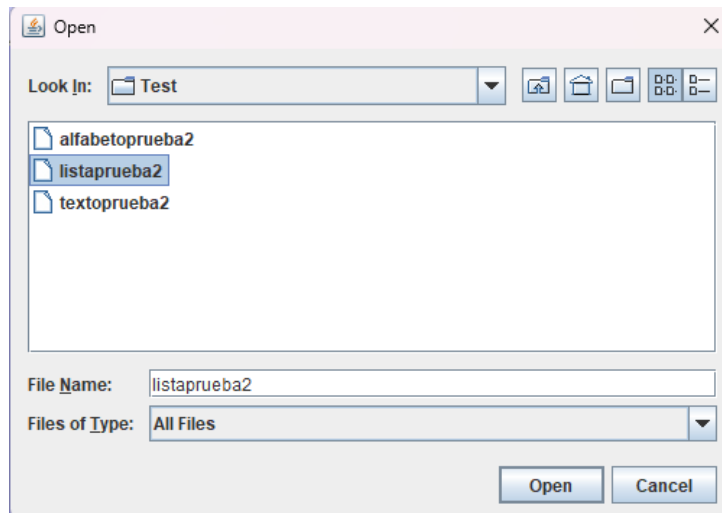 Open
Look In: Test
alfabetoprueba2
listaprueba2
textoprueba2
File Name: listaprueba2
Files of Type: All Files
Open Cancel